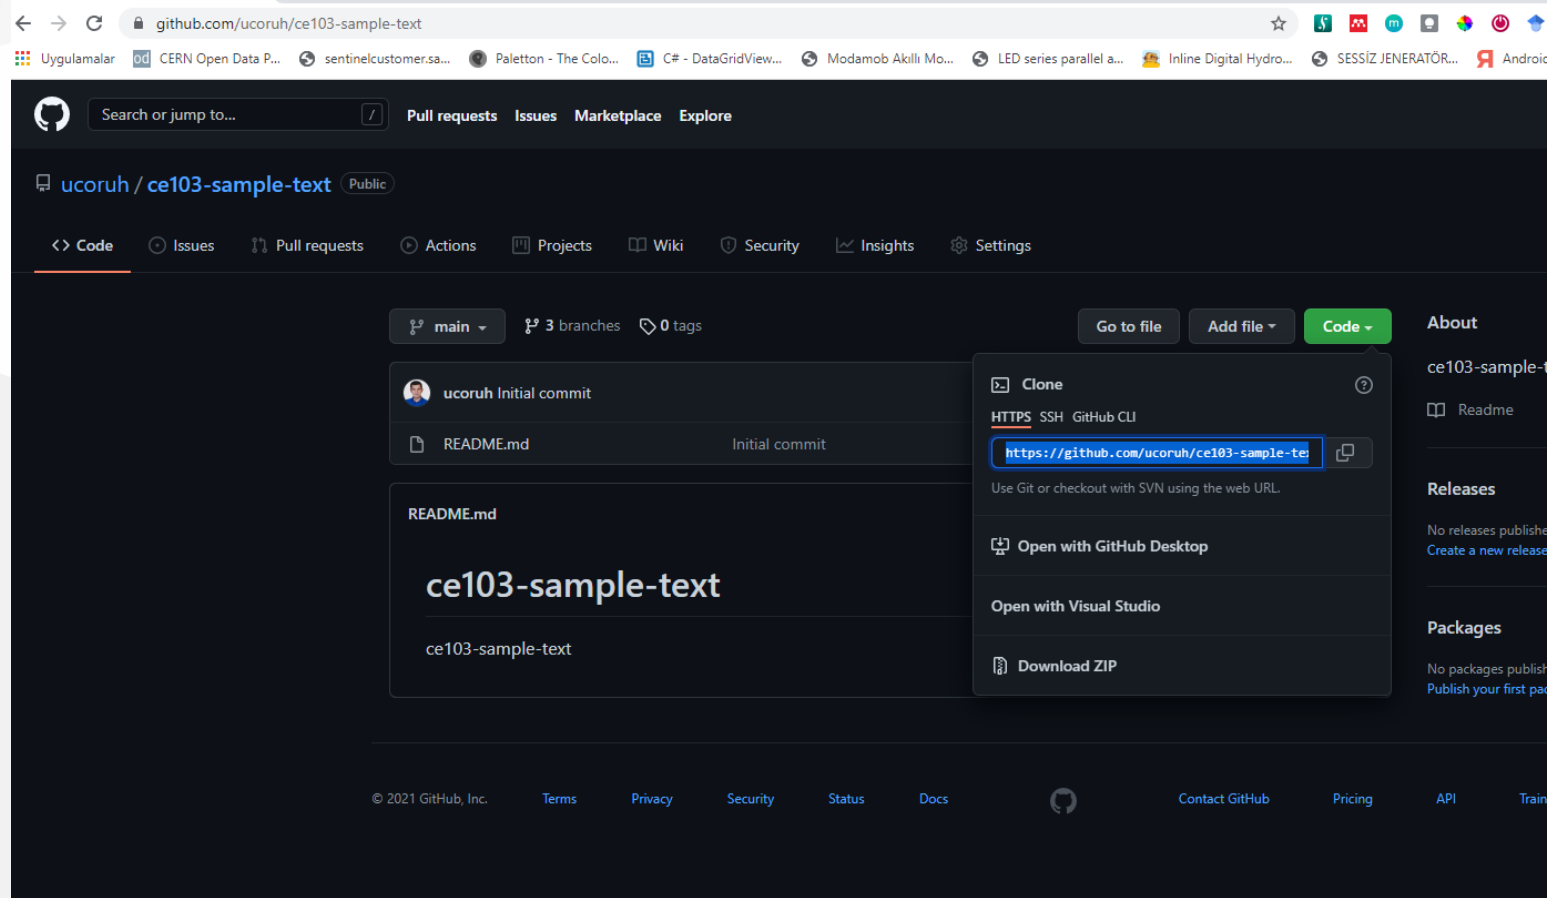 github.com/ucoruh/ce103-sample-text
Uygulamalar
od CERN Open Data P...
sentinelcustomer.sa...
Paletton - The Colo...
C# - DataGridView...
Modamob Akıllı Mo...
LED series parallel a...
Inline Digital Hydro...
SESSİZ JENERATÖR...
Android
Search or jump to...
/
Pull requests
Issues
Marketplace
Explore
ucoruh / ce103-sample-text
Public
<> Code
Issues
Pull requests
Actions
Projects
Wiki
Security
Insights
Settings
main
3 branches
0 tags
Go to file
Add file
Code
ucoruh Initial commit
README.md
Initial commit
README.md
ce103-sample-text
ce103-sample-text
Clone
HTTPS
SSH
GitHub CLI
https://github.com/ucoruh/ce103-sample-te
Use Git or checkout with SVN using the web URL.
Open with GitHub Desktop
Open with Visual Studio
Download ZIP
About
ce103-sample-t
Readme
Releases
No releases publishe
Create a new release
Packages
No packages publish
Publish your first pac
© 2021 GitHub, Inc.
Terms
Privacy
Security
Status
Docs
Contact GitHub
Pricing
API
Train